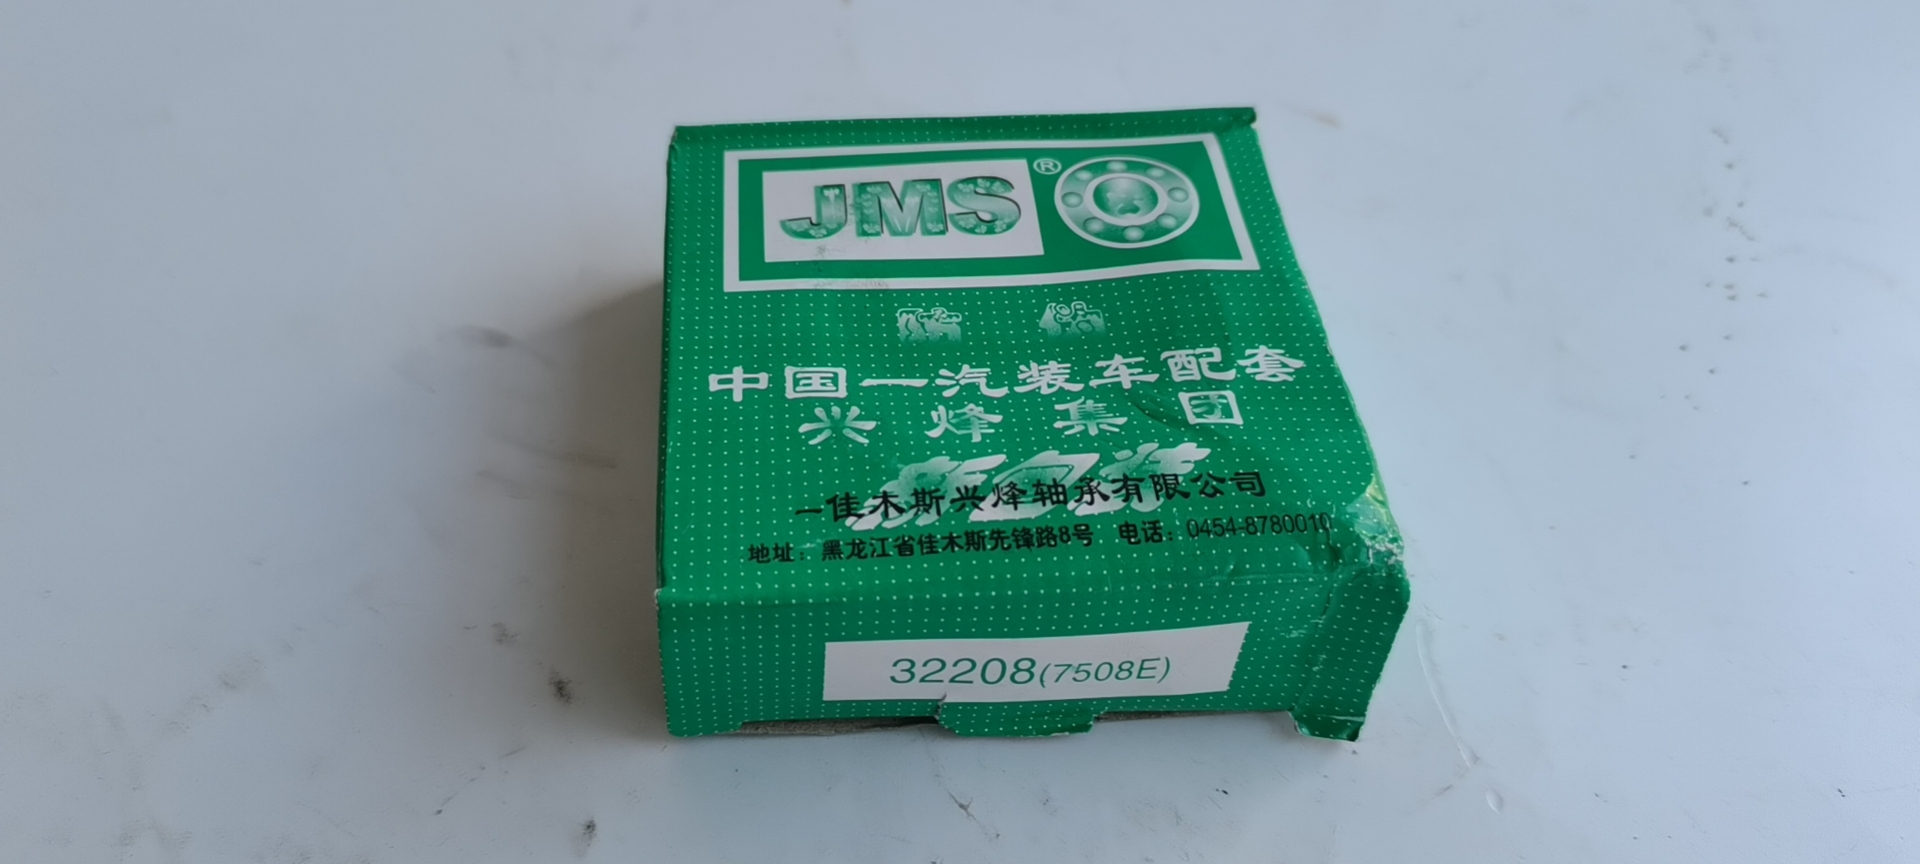 JMS®
中国一汽装车配套
兴烽集团
—佳木斯兴烽轴承有限公司
地址：黑龙江省佳木斯先锋路8号 电话：0454-8780010
32208(7508E)